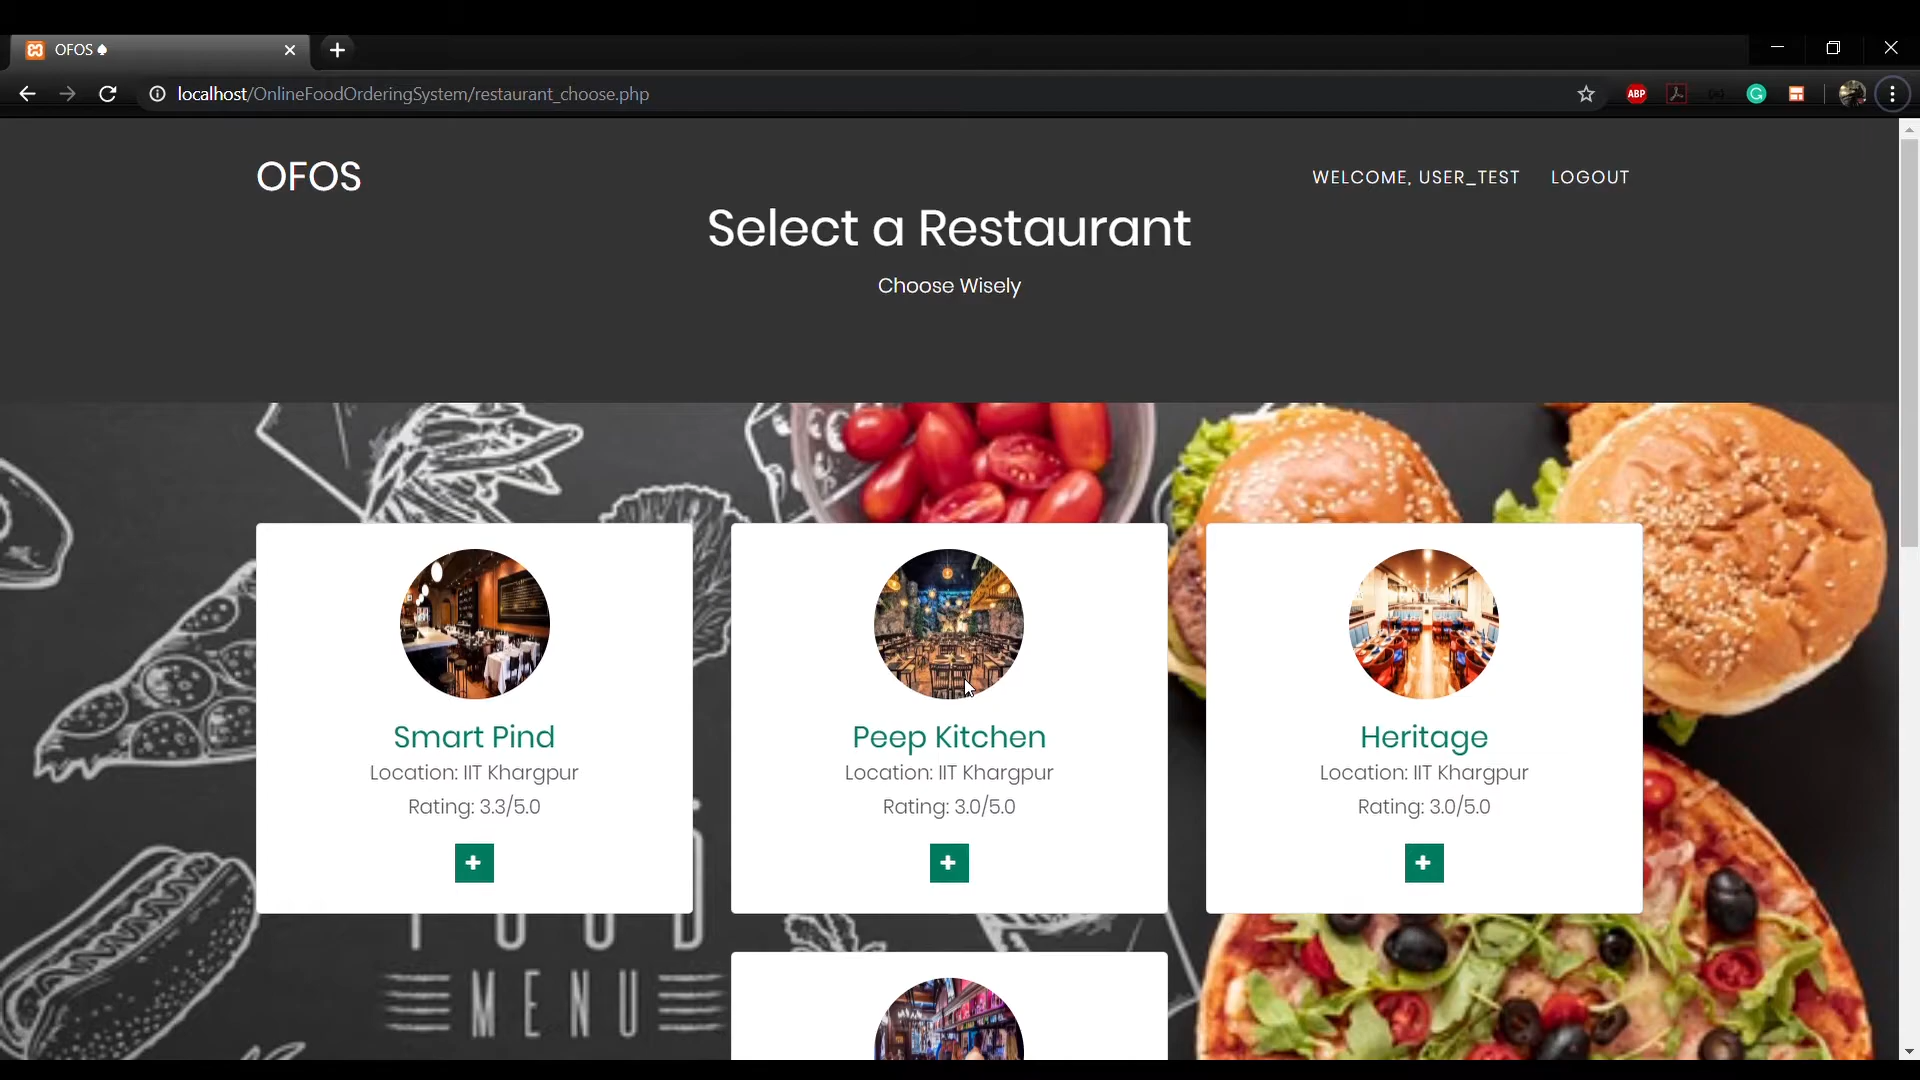 OFOS
localhost/OnlineFoodOrderingSystem/restaurant_choose.php
ABP
OFOS
WELCOME, USER_TEST
LOGOUT
Select a Restaurant
Choose Wisely
Smart Pind
Location: IIT Khargpur
Rating: 3.3/5.0
Peep Kitchen
Location: IIT Khargpur
Rating: 3.0/5.0
Heritage
Location: IIT Khargpur
Rating: 3.0/5.0
FOOD
MENU